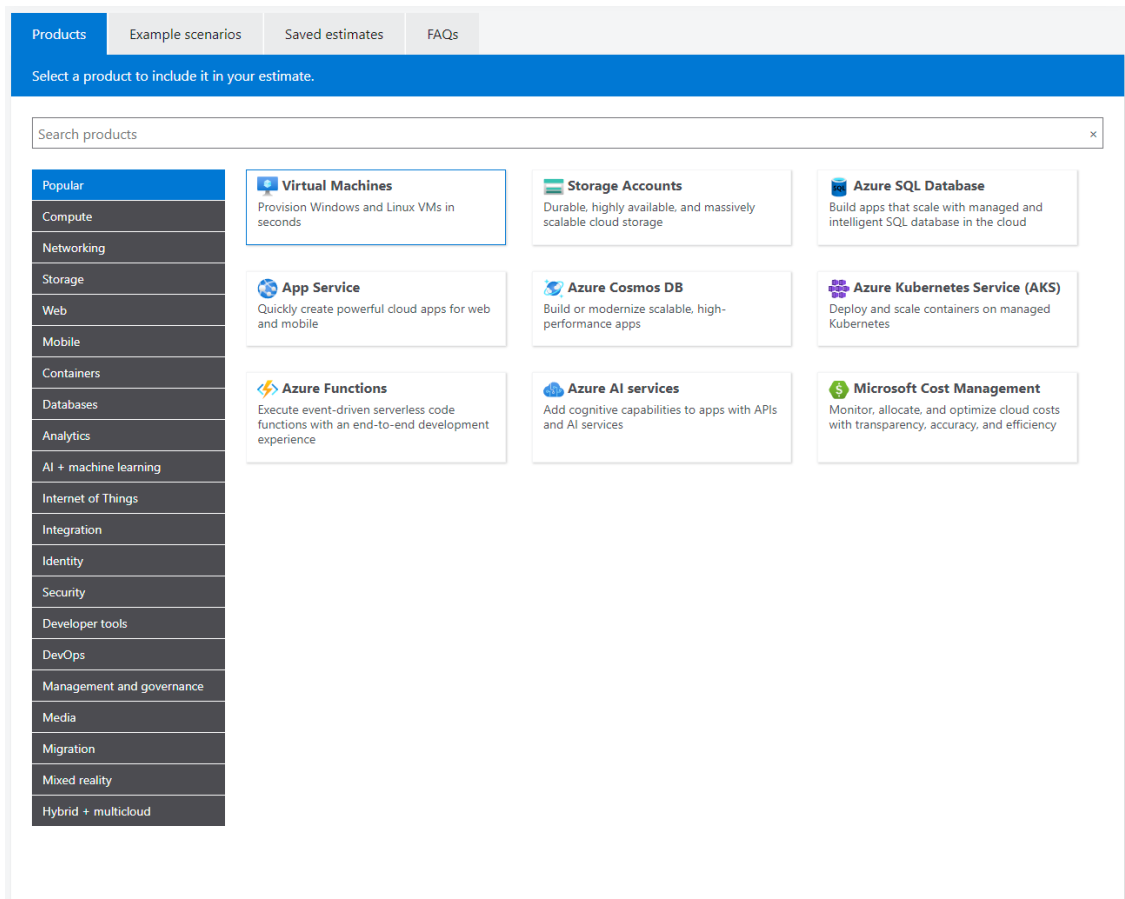 Products
Example scenarios
Saved estimates
FAQs
Select a product to include it in your estimate.
Search products
×
Popular
Compute
Networking
Storage
Web
Mobile
Containers
Databases
Analytics
AI + machine learning
Internet of Things
Integration
Identity
Security
Developer tools
DevOps
Management and governance
Media
Migration
Mixed reality
Hybrid + multicloud
Virtual Machines
Provision Windows and Linux VMs in
seconds
Storage Accounts
Durable, highly available, and massively
scalable cloud storage
SQL
Azure SQL Database
Build apps that scale with managed and
intelligent SQL database in the cloud
App Service
Quickly create powerful cloud apps for web
and mobile
Azure Cosmos DB
Build or modernize scalable, high-
performance apps
Azure Kubernetes Service (AKS)
Deploy and scale containers on managed
Kubernetes
Azure Functions
Execute event-driven serverless code
functions with an end-to-end development
experience
Azure AI services
Add cognitive capabilities to apps with APIs
and AI services
$
Microsoft Cost Management
Monitor, allocate, and optimize cloud costs
with transparency, accuracy, and efficiency